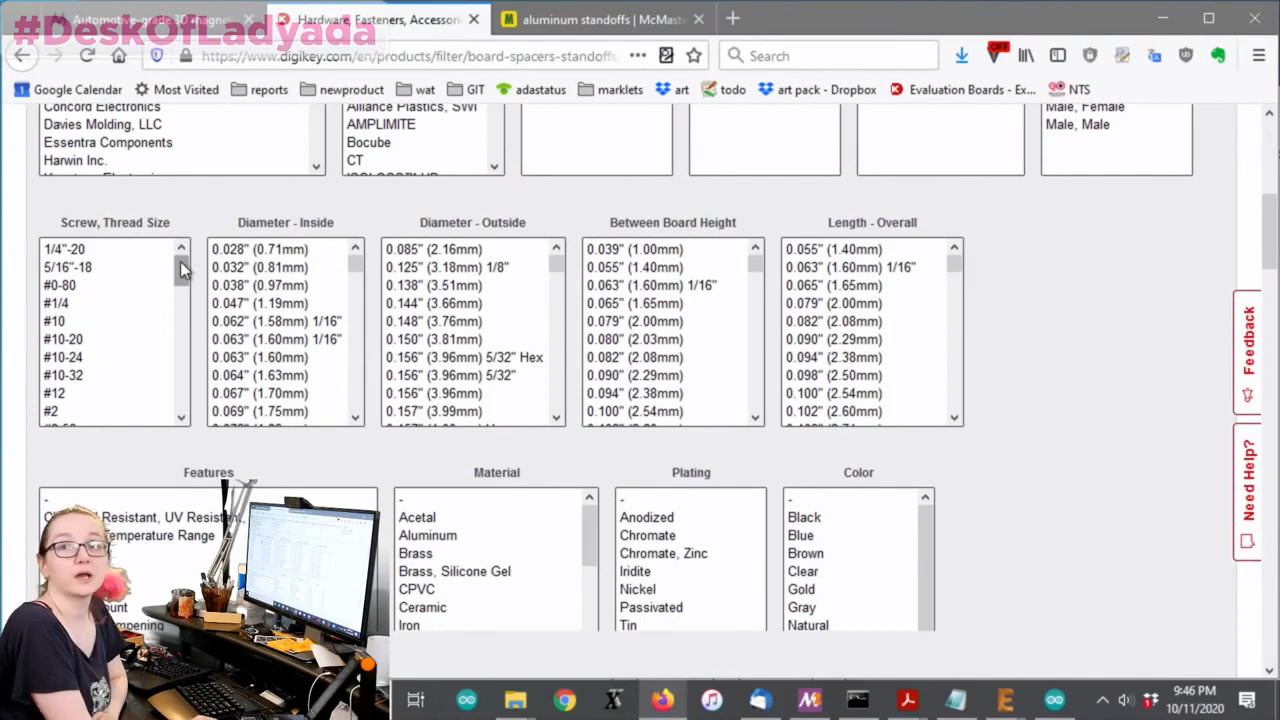 #DeskOfLadyada
Automotive-grade 3D magnet
Hardware, Fasteners, Accessor
aluminum standoffs | McMas
https://www.digikey.com/en/products/filter/board-spacers-standoffs
Search
OFF
Google Calendar
Most Visited
reports
newproduct
wat
GIT
adastatus
marklets
art
todo
art pack - Dropbox
Evaluation Boards - Ex...
NTS
Concord Electronics
Davies Molding, LLC
Essentra Components
Harwin Inc.
Alliance Plastics, SWI
AMPLIMITE
Bocube
CT
Male, Female
Male, Male
Screw, Thread Size
1/4"-20
5/16"-18
#0-80
#1/4
#10
#10-20
#10-24
#10-32
#12
#2
Diameter - Inside
0.028" (0.71mm)
0.032" (0.81mm)
0.038" (0.97mm)
0.047" (1.19mm)
0.062" (1.58mm) 1/16"
0.063" (1.60mm) 1/16"
0.063" (1.60mm)
0.064" (1.63mm)
0.067" (1.70mm)
0.069" (1.75mm)
Diameter - Outside
0.085" (2.16mm)
0.125" (3.18mm) 1/8"
0.138" (3.51mm)
0.144" (3.66mm)
0.148" (3.76mm)
0.150" (3.81mm)
0.156" (3.96mm) 5/32" Hex
0.156" (3.96mm) 5/32"
0.156" (3.96mm)
0.157" (3.99mm)
Between Board Height
0.039" (1.00mm)
0.055" (1.40mm)
0.063" (1.60mm) 1/16"
0.065" (1.65mm)
0.079" (2.00mm)
0.080" (2.03mm)
0.082" (2.08mm)
0.090" (2.29mm)
0.094" (2.38mm)
0.100" (2.54mm)
Length - Overall
0.055" (1.40mm)
0.063" (1.60mm) 1/16"
0.065" (1.65mm)
0.079" (2.00mm)
0.082" (2.08mm)
0.090" (2.29mm)
0.094" (2.38mm)
0.098" (2.50mm)
0.100" (2.54mm)
0.102" (2.60mm)
Feedback
Need Help?
Features
-
Resistant, UV Resistant,
Temperature Range
Material
-
Acetal
Aluminum
Brass
Brass, Silicone Gel
CPVC
Ceramic
Iron
Plating
-
Anodized
Chromate
Chromate, Zinc
Iridite
Nickel
Passivated
Tin
Color
-
Black
Blue
Brown
Clear
Gold
Gray
Natural
9:46 PM
10/11/2020